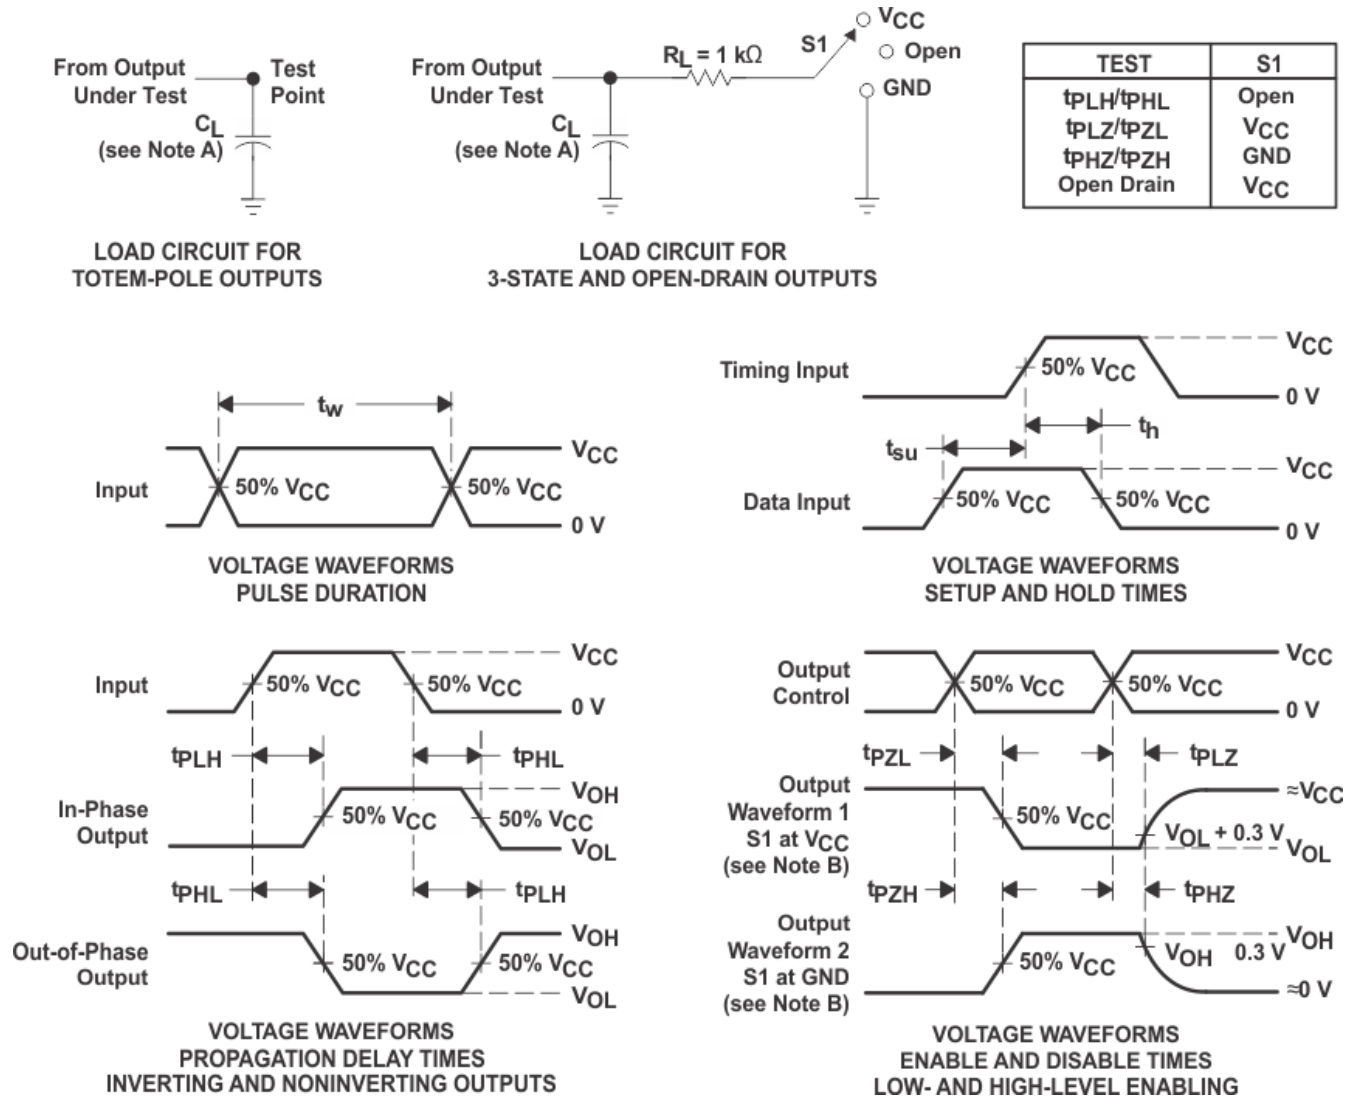 From Output
Under Test
Test
Point
CL
(see Note A)
LOAD CIRCUIT FOR
TOTEM-POLE OUTPUTS
From Output
Under Test
RL = 1 kΩ
S1
VCC
Open
GND
CL
(see Note A)
LOAD CIRCUIT FOR
3-STATE AND OPEN-DRAIN OUTPUTS
TEST S1
tPLH/tPHL Open
tPLZ/tPZL VCC
tPHZ/tPZH GND
Open Drain VCC
tw
Input
50% VCC
50% VCC
VCC
0 V
VOLTAGE WAVEFORMS
PULSE DURATION
Timing Input
50% VCC
VCC
0 V
tsu
th
Data Input
50% VCC
50% VCC
VCC
0 V
VOLTAGE WAVEFORMS
SETUP AND HOLD TIMES
Input
50% VCC
50% VCC
VCC
0 V
tPLH
tPHL
In-Phase
Output
50% VCC
50% VCC
VOH
VOL
tPHL
tPLH
Out-of-Phase
Output
50% VCC
50% VCC
VOH
VOL
VOLTAGE WAVEFORMS
PROPAGATION DELAY TIMES
INVERTING AND NONINVERTING OUTPUTS
Output
Control
50% VCC
50% VCC
VCC
0 V
tPZL
tPLZ
Output
Waveform 1
S1 at VCC
(see Note B)
50% VCC
VOL + 0.3 V
≈VCC
VOL
tPZH
tPHZ
Output
Waveform 2
S1 at GND
(see Note B)
50% VCC
VOH 0.3 V
VOH
≈0 V
VOLTAGE WAVEFORMS
ENABLE AND DISABLE TIMES
LOW- AND HIGH-LEVEL ENABLING